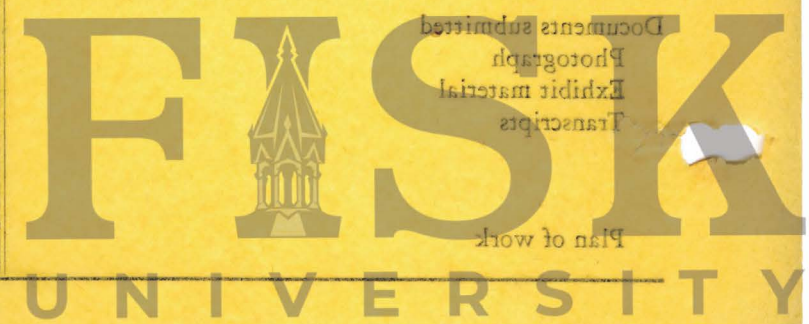 Documents submitted
Photograph
Exhibit material
Transcripts
Plan of work
FISK
UNIVERSITY